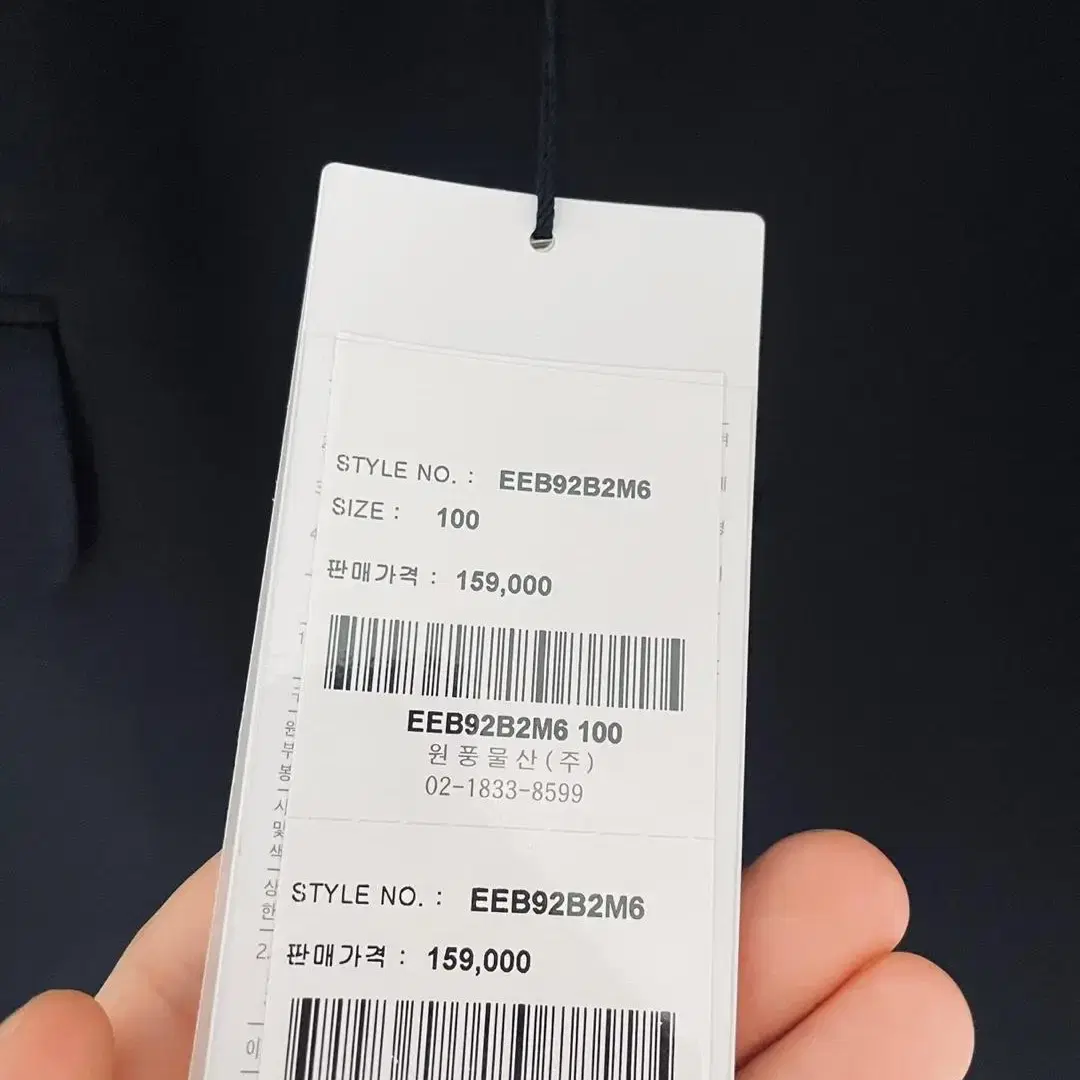 STYLE NO. : EEB92B2M6
SIZE : 100
판매가격 : 159,000
EEB92B2M6 100
원풍물산(주)
02-1833-8599
STYLE NO. : EEB92B2M6
판매가격 : 159,000